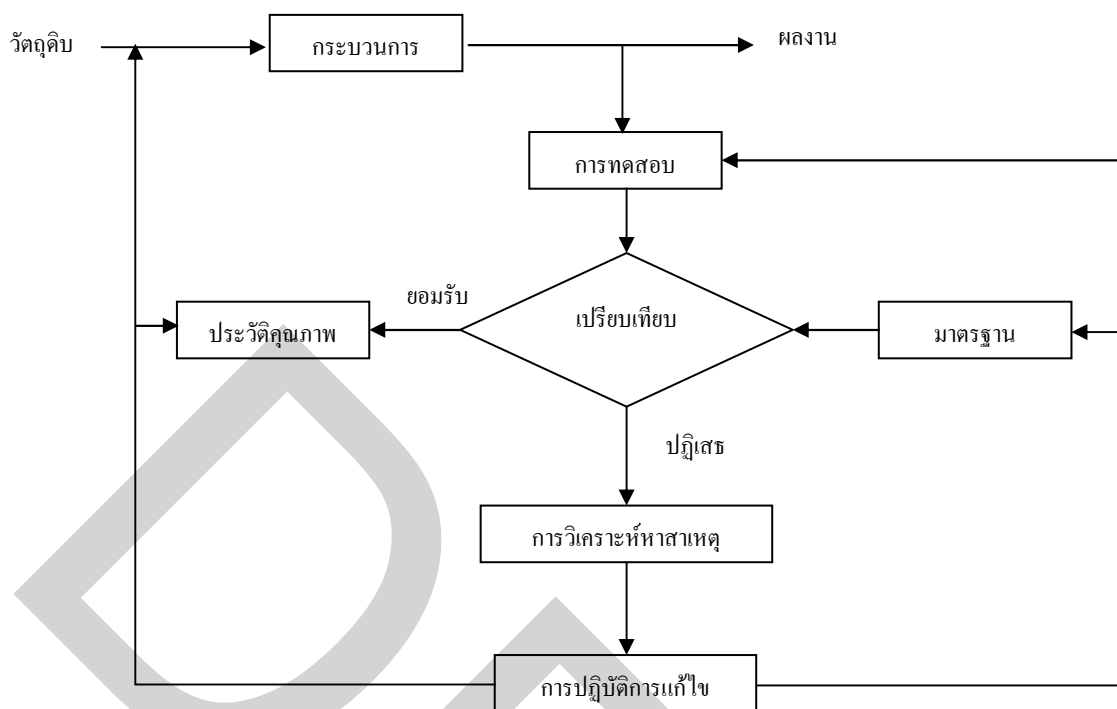 วัตถุดิบ
กระบวนการ
ผลงาน
การทดสอบ
ยอมรับ
เปรียบเทียบ
ประวัติคุณภาพ
มาตรฐาน
ปฏิเสธ
การวิเคราะห์หาสาเหตุ
การปฏิบัติการแก้ไข